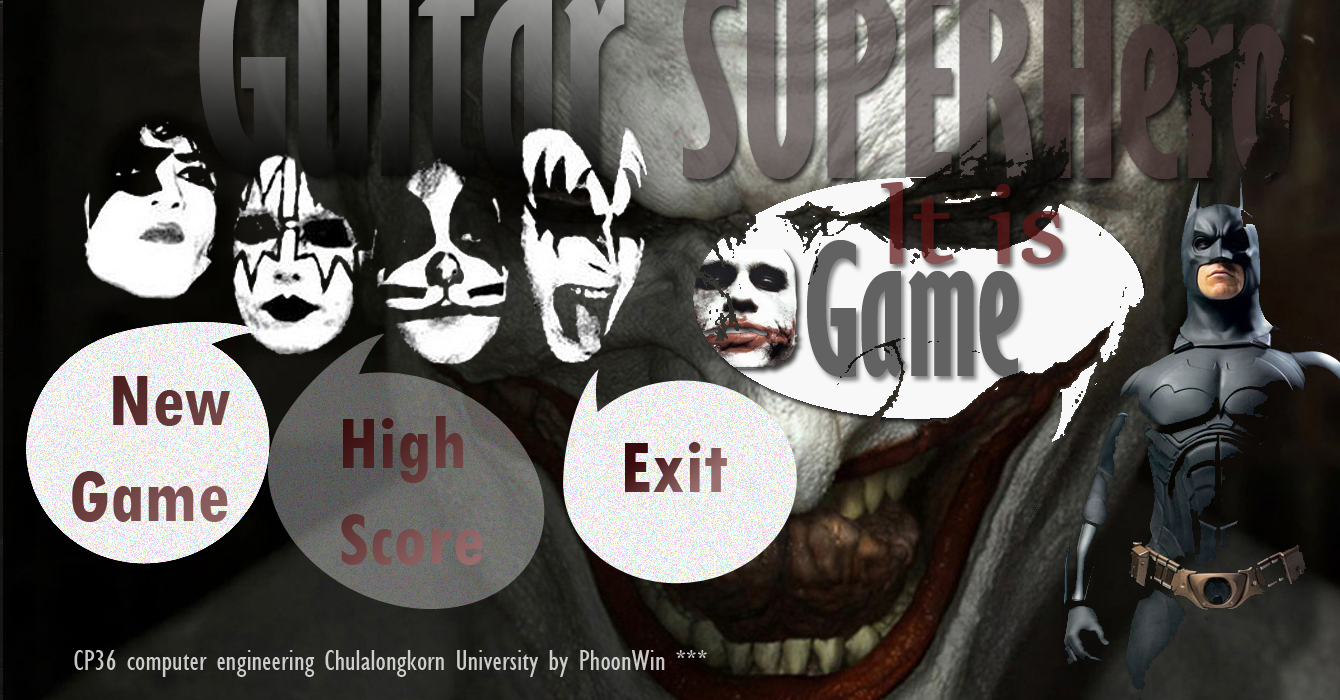 Guitar SUPERHero
It is
Game
New
Game
High
Score
Exit
CP36 computer engineering Chulalongkorn University by PhoonWin ***